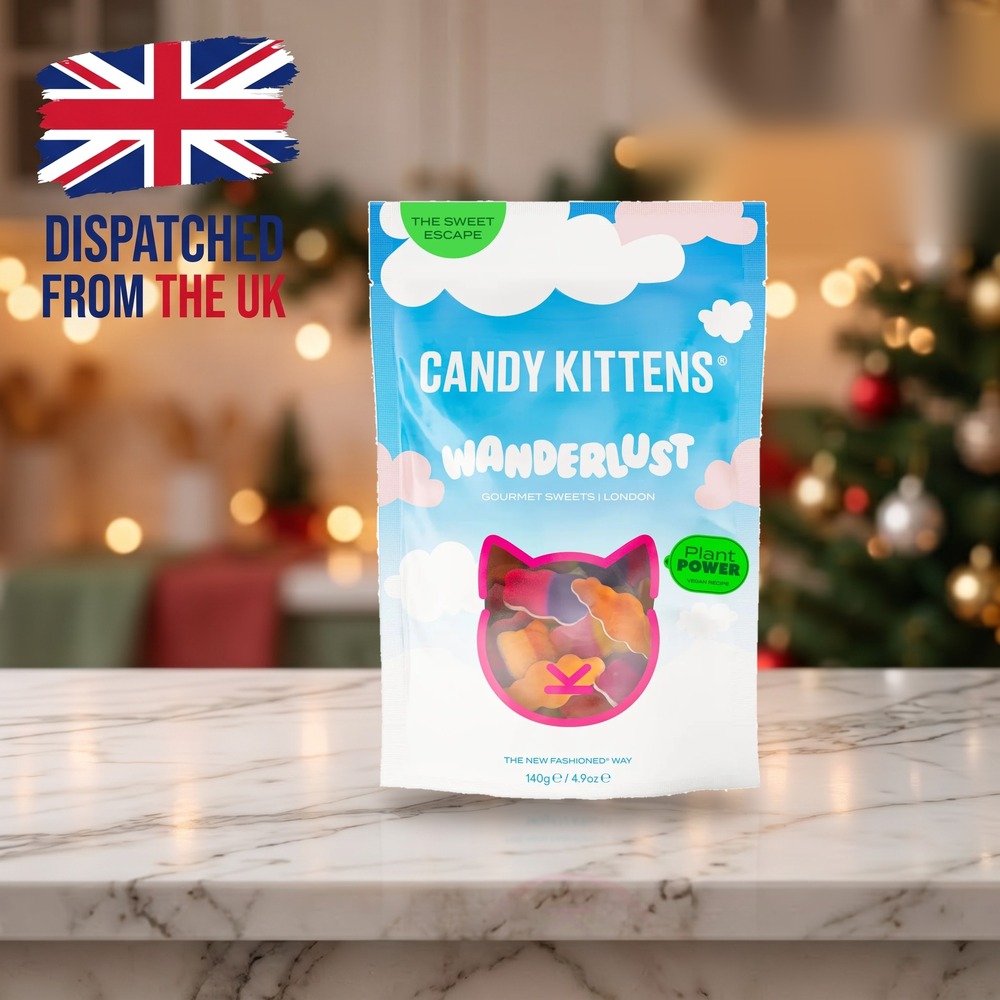 DISPATCHED
FROM THE UK
THE SWEET
ESCAPE
CANDY KITTENS®
WANDERLUST
GOURMET SWEETS | LONDON
Plant
POWER
VEGAN RECIPE
K
THE NEW FASHIONED® WAY
140g ℮ / 4.9oz ℮